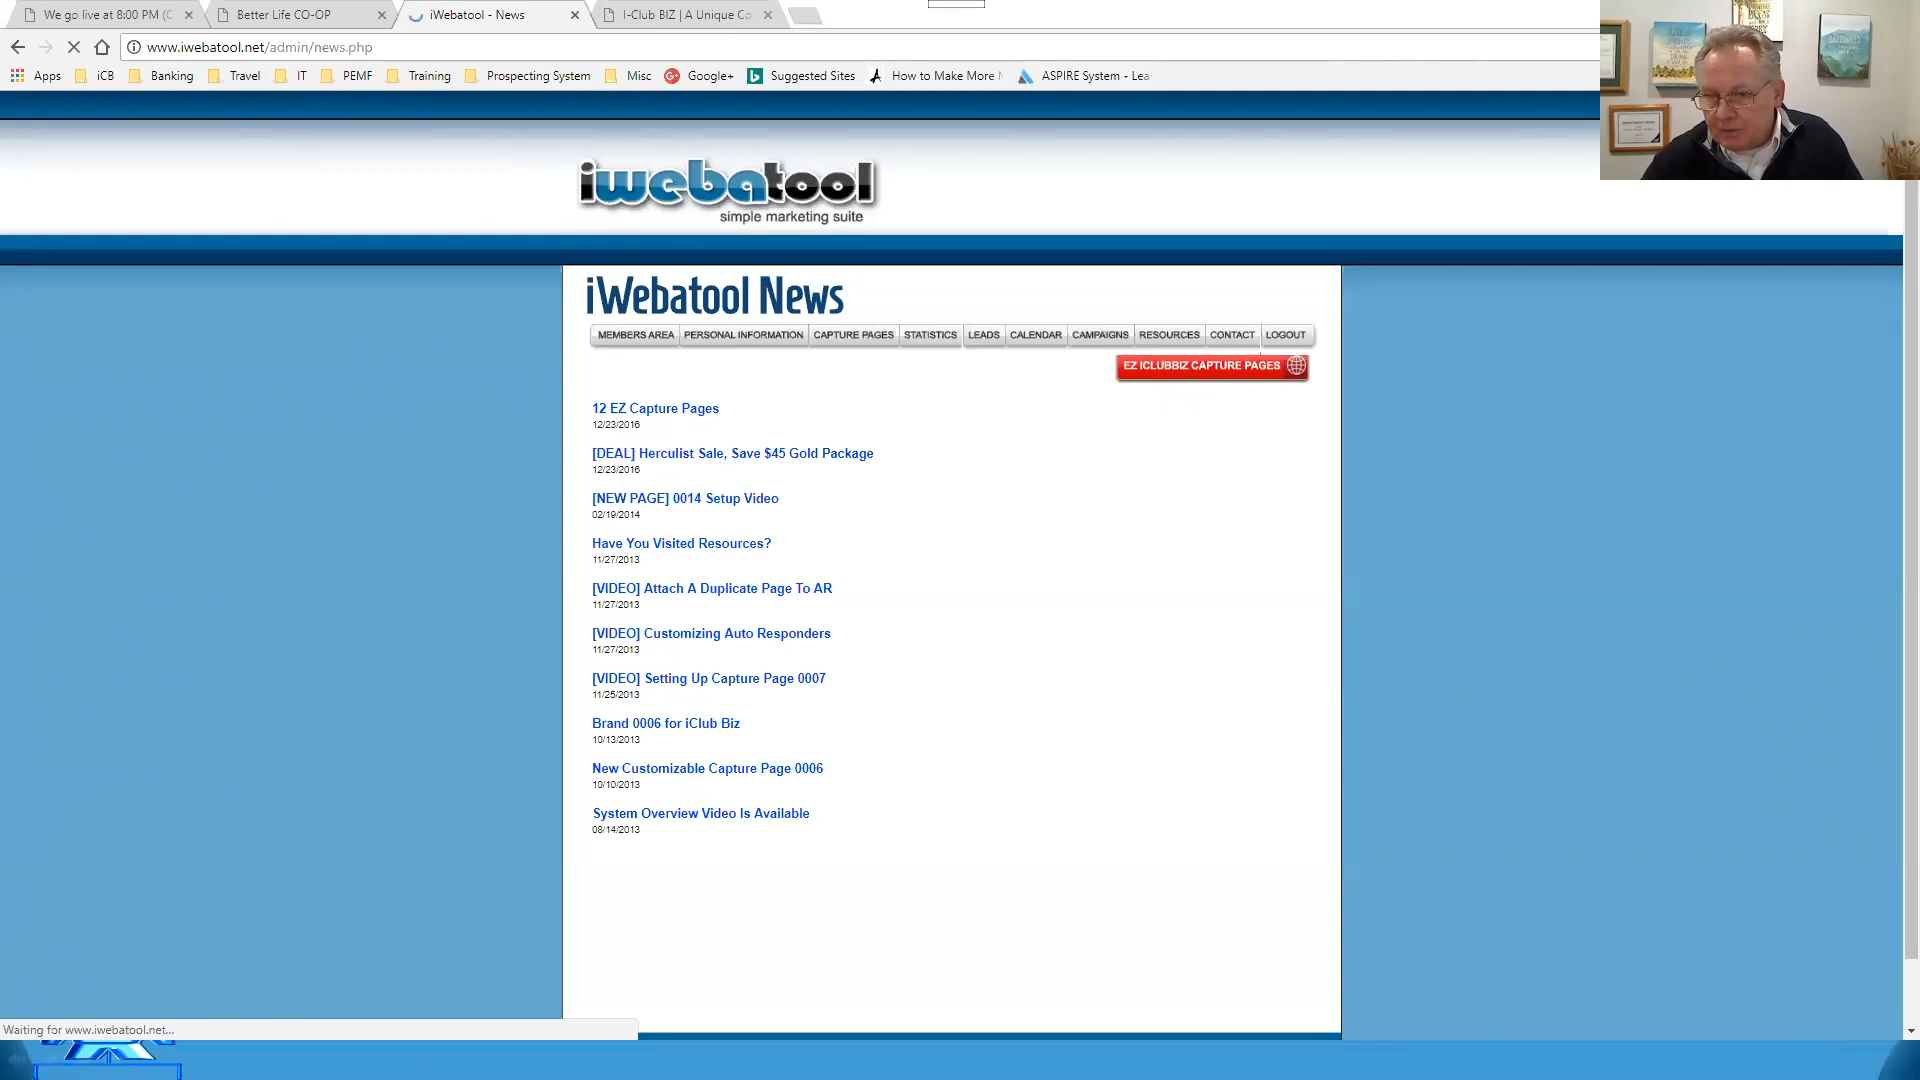 We go live at 8:00 PM (C
Better Life CO-OP
iWebatool - News
I-Club BIZ | A Unique Co
www.iwebatool.net/admin/news.php
Apps iCB Banking Travel IT PEMF Training Prospecting System Misc Google+ Suggested Sites How to Make More ASPIRE System - Lea
iwebatool
simple marketing suite
iWebatool News
MEMBERS AREA PERSONAL INFORMATION CAPTURE PAGES STATISTICS LEADS CALENDAR CAMPAIGNS RESOURCES CONTACT LOGOUT
EZ ICLUBBIZ CAPTURE PAGES
12 EZ Capture Pages
12/23/2016
[DEAL] Herculist Sale, Save $45 Gold Package
12/23/2016
[NEW PAGE] 0014 Setup Video
02/19/2014
Have You Visited Resources?
11/27/2013
[VIDEO] Attach A Duplicate Page To AR
11/27/2013
[VIDEO] Customizing Auto Responders
11/27/2013
[VIDEO] Setting Up Capture Page 0007
11/25/2013
Brand 0006 for iClub Biz
10/13/2013
New Customizable Capture Page 0006
10/10/2013
System Overview Video Is Available
08/14/2013
Waiting for www.iwebatool.net...